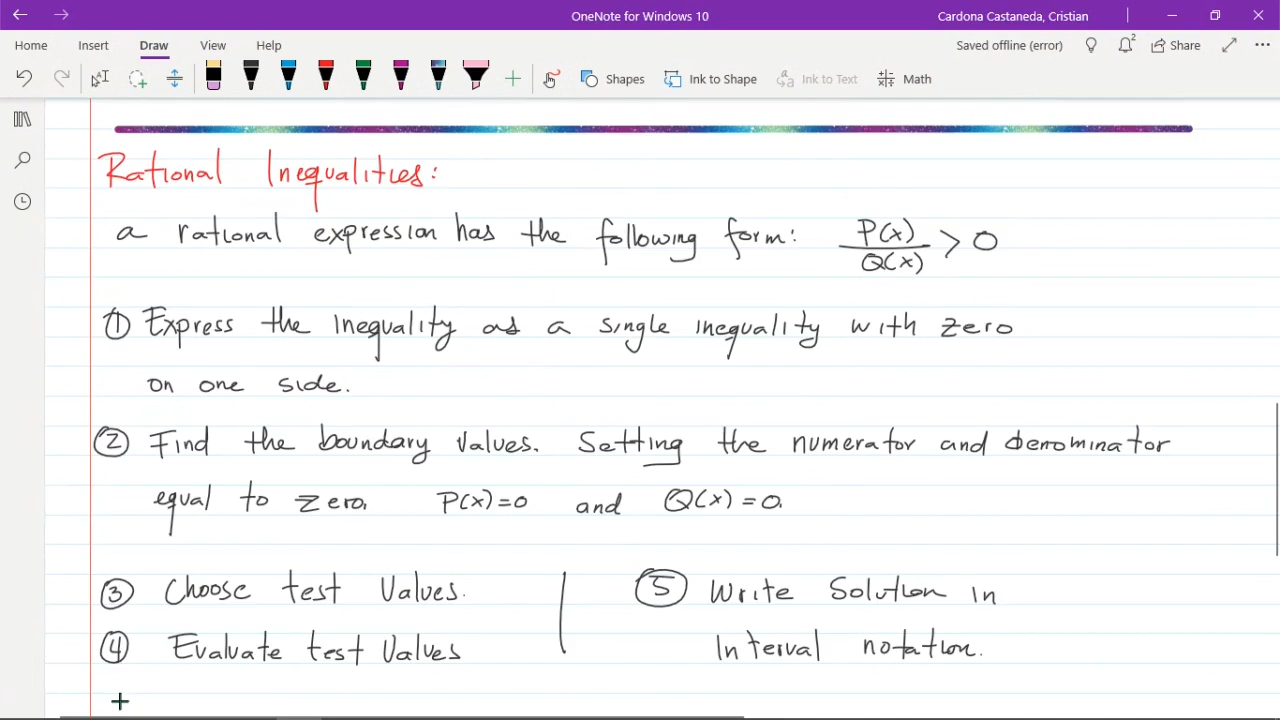 OneNote for Windows 10
Cardona Castaneda, Cristian
Home Insert Draw View Help
Saved offline (error)
Share
Shapes
Ink to Shape
Ink to Text
Math
Rational Inequalities:
a rational expression has the following form: P(x)/Q(x) > 0
① Express the inequality as a single inequality with zero
on one side.
② Find the boundary values. Setting the numerator and denominator
equal to zero. P(x)=0 and Q(x)=0.
③ Choose test Values.
④ Evaluate test Values
⑤ Write Solution in
Interval notation.